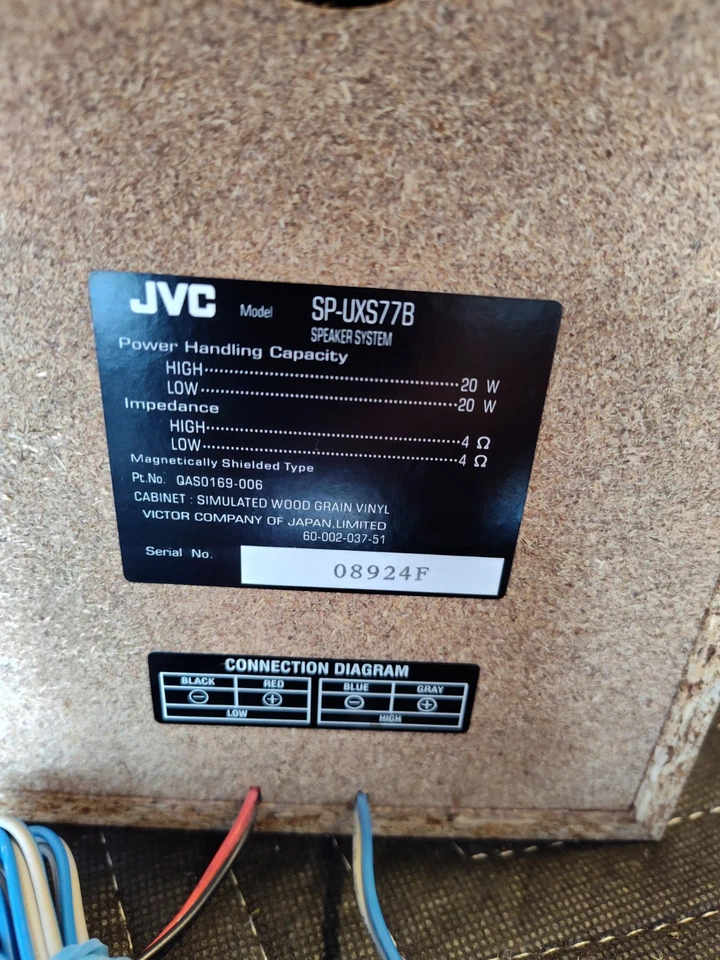 JVC Model SP-UXS77B
SPEAKER SYSTEM
Power Handling Capacity
HIGH····················20 W
LOW····················20 W
Impedance
HIGH····················4 Ω
LOW····················4 Ω
Magnetically Shielded Type
Pt.No. QAS0169-006
CABINET : SIMULATED WOOD GRAIN VINYL
VICTOR COMPANY OF JAPAN,LIMITED
60-002-037-51
Serial No. 08924F
CONNECTION DIAGRAM
BLACK RED BLUE GRAY
⊖ ⊕ ⊖ ⊕
LOW HIGH